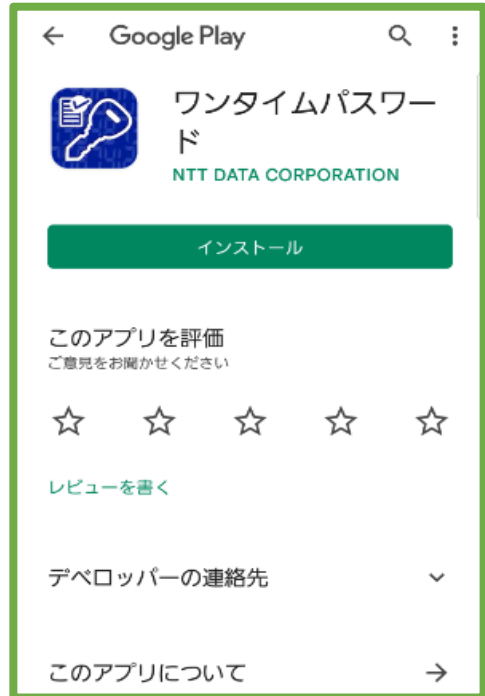 Google Play
ワンタイムパスワー
ド
NTT DATA CORPORATION
インストール
このアプリを評価
ご意見をお聞かせください
レビューを書く
デベロッパーの連絡先
このアプリについて